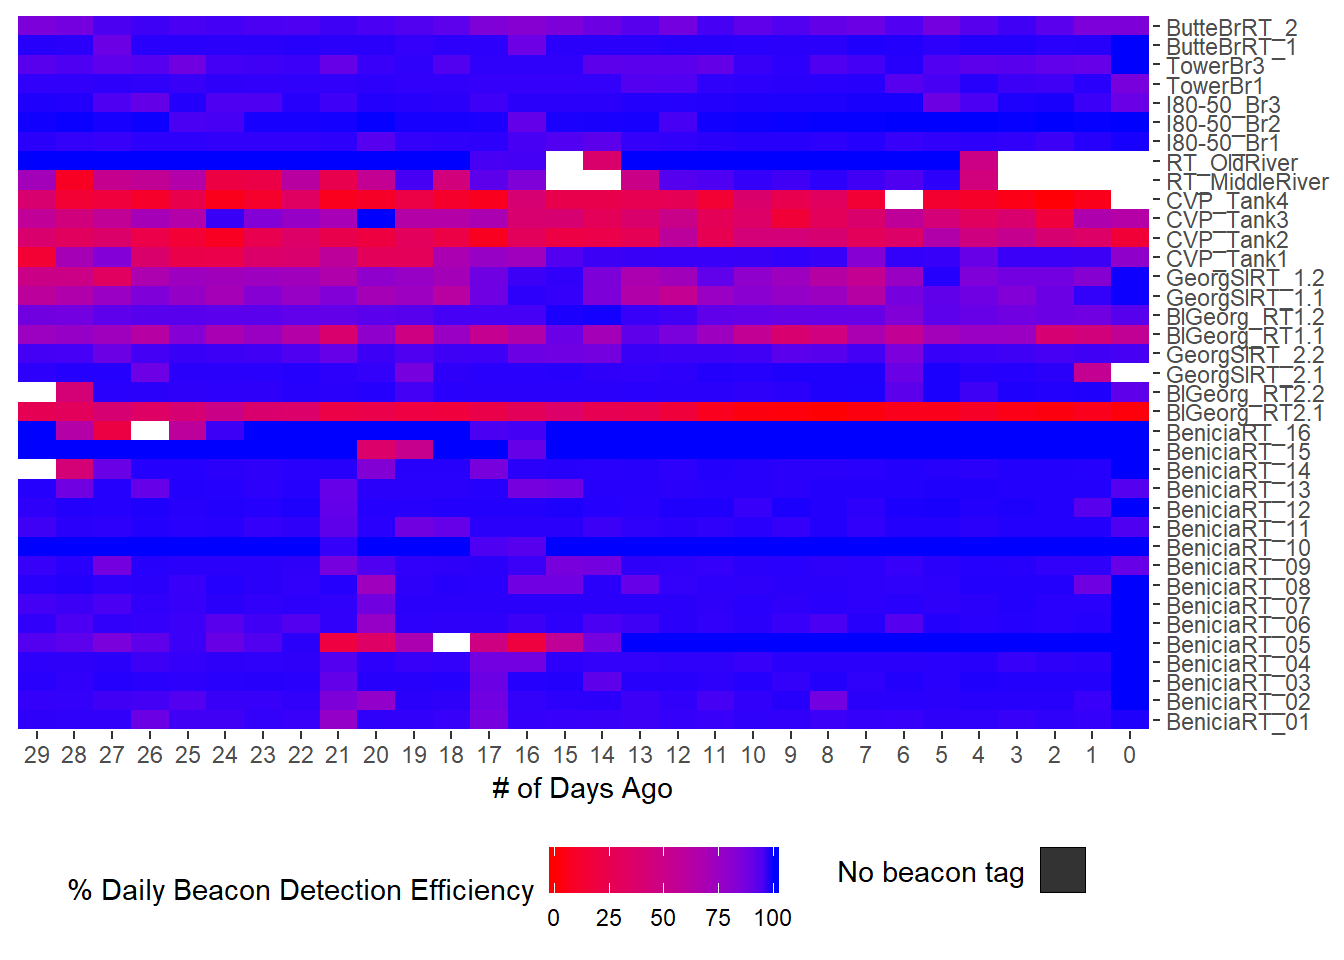 ButteBrRT_2
ButteBrRT_1
TowerBr3
TowerBr1
I80-50_Br3
I80-50_Br2
I80-50_Br1
RT_OldRiver
RT_MiddleRiver
CVP_Tank4
CVP_Tank3
CVP_Tank2
CVP_Tank1
GeorgSlRT_1.2
GeorgSlRT_1.1
BlGeorg_RT1.2
BlGeorg_RT1.1
GeorgSlRT_2.2
GeorgSlRT_2.1
BlGeorg_RT2.2
BlGeorg_RT2.1
BeniciaRT_16
BeniciaRT_15
BeniciaRT_14
BeniciaRT_13
BeniciaRT_12
BeniciaRT_11
BeniciaRT_10
BeniciaRT_09
BeniciaRT_08
BeniciaRT_07
BeniciaRT_06
BeniciaRT_05
BeniciaRT_04
BeniciaRT_03
BeniciaRT_02
BeniciaRT_01
29 28 27 26 25 24 23 22 21 20 19 18 17 16 15 14 13 12 11 10 9 8 7 6 5 4 3 2 1 0
# of Days Ago
% Daily Beacon Detection Efficiency
0 25 50 75 100
No beacon tag